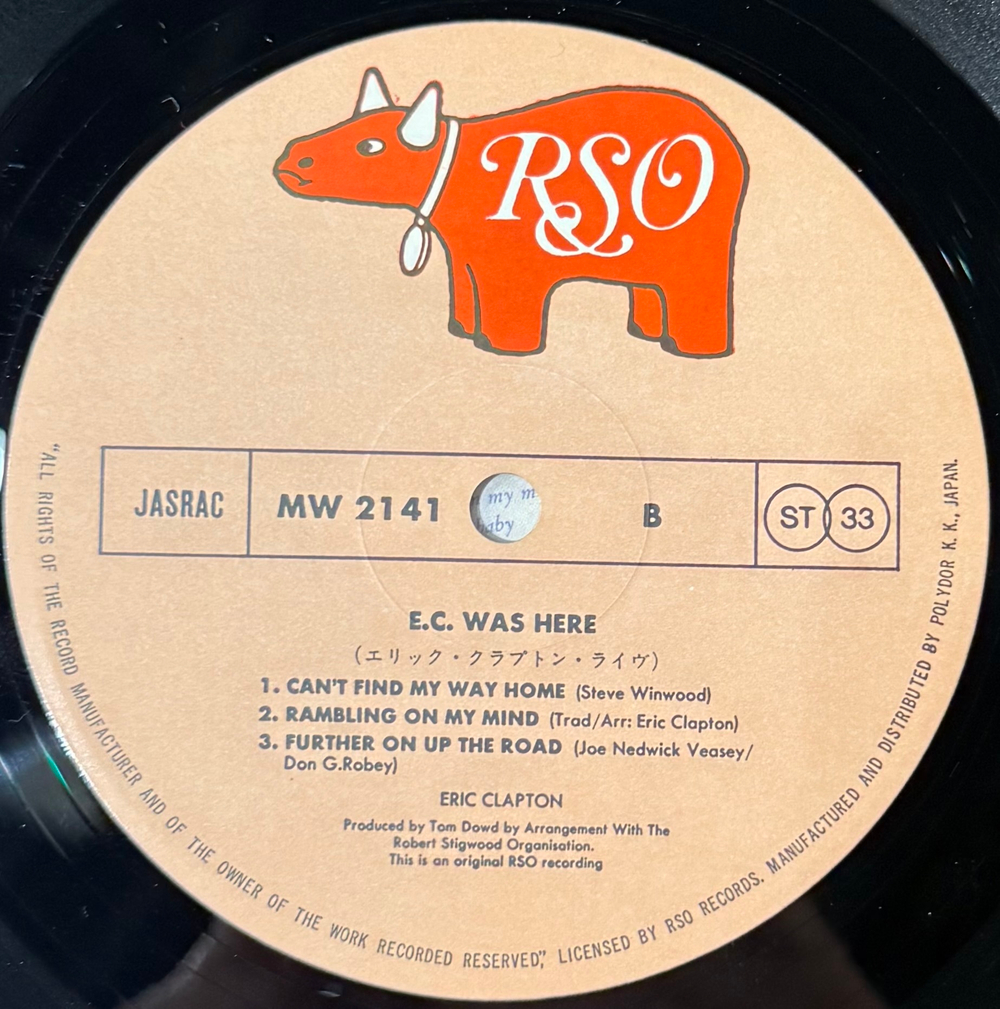 RSO
JASRAC MW 2141 B ST 33
my m
baby
E.C. WAS HERE
(エリック・クラプトン・ライヴ)
1. CAN'T FIND MY WAY HOME (Steve Winwood)
2. RAMBLING ON MY MIND (Trad/Arr: Eric Clapton)
3. FURTHER ON UP THE ROAD (Joe Nedwick Veasey/
Don G.Robey)
ERIC CLAPTON
Produced by Tom Dowd by Arrangement With The
Robert Stigwood Organisation.
This is an original RSO recording
"ALL RIGHTS OF THE RECORD MANUFACTURER AND OF THE OWNER OF THE WORK RECORDED RESERVED", LICENSED BY RSO RECORDS. MANUFACTURED AND DISTRIBUTED BY POLYDOR K. K., JAPAN.